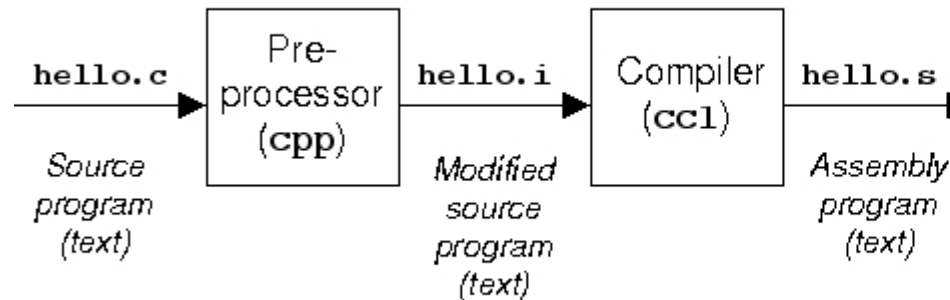 hello.c
Pre-
processor
(cpp)
hello.i
Compiler
(cc1)
hello.s
Source
program
(text)
Modified
source
program
(text)
Assembly
program
(text)